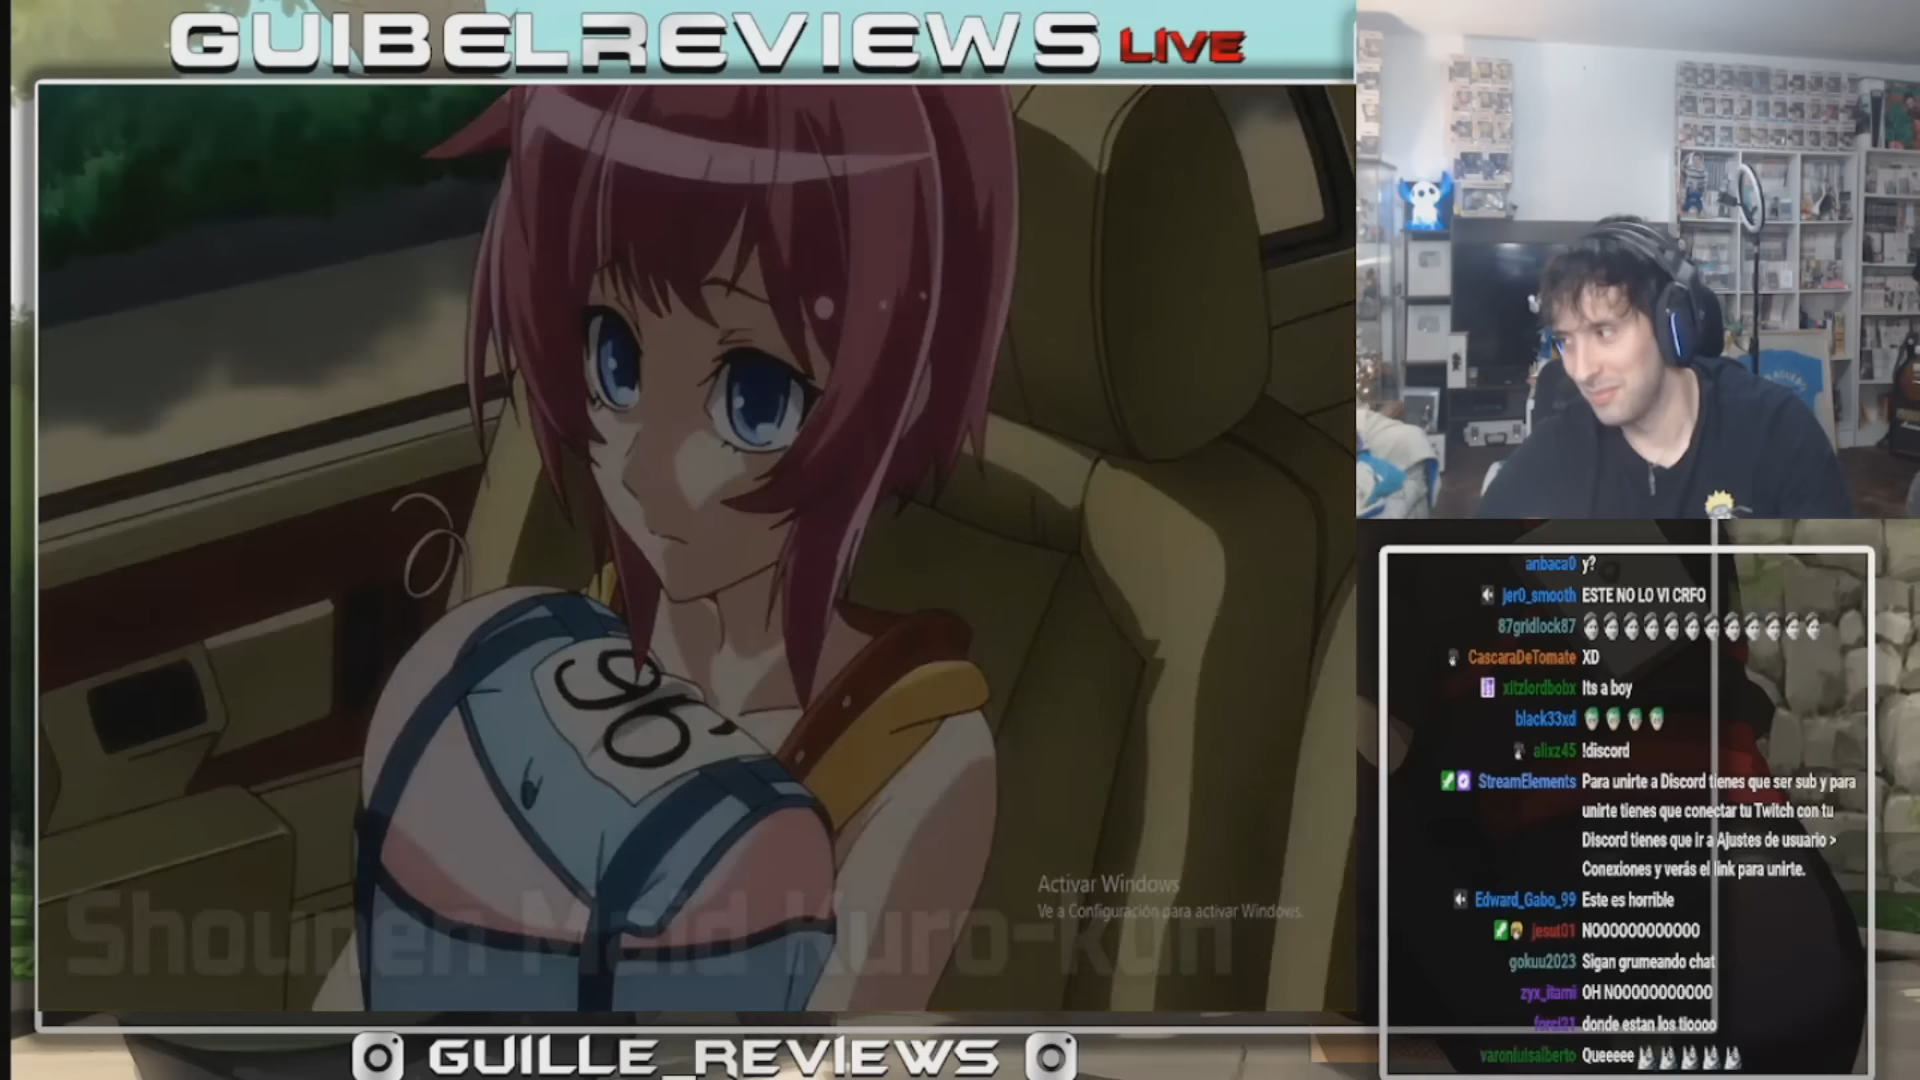 GUIBELREVIEWS LIVE
96'
Activar Windows
Ve a Configuración para activar Windows.
Shounen Maid Kuro-kun
GUILLE_REVIEWS
anbaca0 y?
jer0_smooth ESTE NO LO VI CRFO
87gridlock87
CascaraDeTomate XD
xitzlordbobx Its a boy
black33xd
alixz45 !discord
StreamElements Para unirte a Discord tienes que ser sub y para
unirte tienes que conectar tu Twitch con tu
Discord tienes que ir a Ajustes de usuario >
Conexiones y verás el link para unirte.
Edward_Gabo_99 Este es horrible
jesut01 NOOOOOOOOOOOO
gokuu2023 Sigan grumeando chat
zyx_itami OH NOOOOOOOOOOO
donde estan los tioooo
varonluisalberto Queeeee